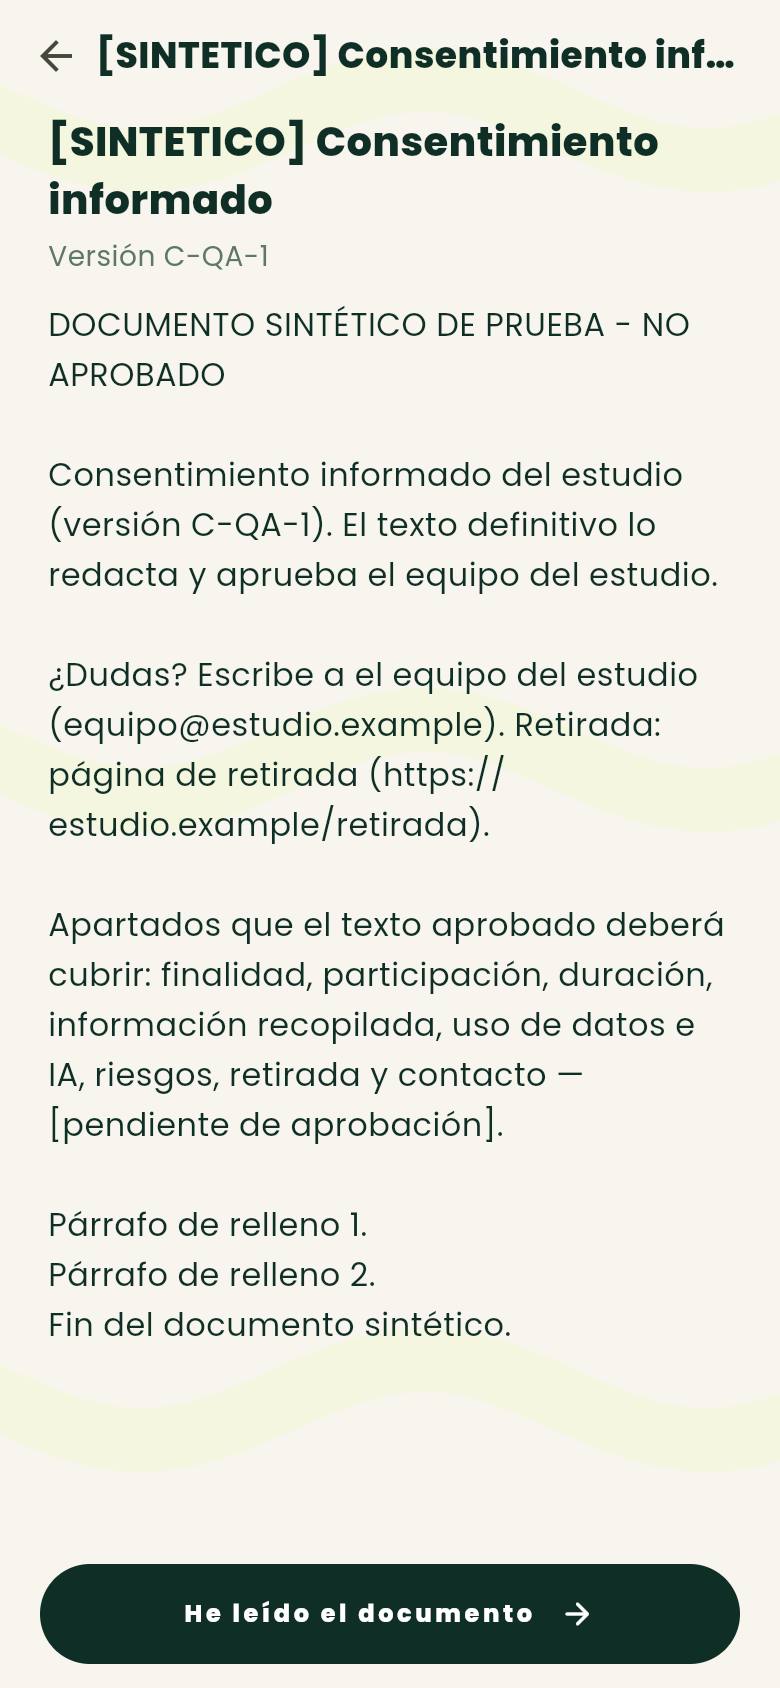 [SINTETICO] Consentimiento inf...
[SINTETICO] Consentimiento
informado
Versión C-QA-1
DOCUMENTO SINTÉTICO DE PRUEBA - NO
APROBADO
Consentimiento informado del estudio
(versión C-QA-1). El texto definitivo lo
redacta y aprueba el equipo del estudio.
¿Dudas? Escribe a el equipo del estudio
(equipo@estudio.example). Retirada:
página de retirada (https://
estudio.example/retirada).
Apartados que el texto aprobado deberá
cubrir: finalidad, participación, duración,
información recopilada, uso de datos e
IA, riesgos, retirada y contacto —
[pendiente de aprobación].
Párrafo de relleno 1.
Párrafo de relleno 2.
Fin del documento sintético.
He leído el documento